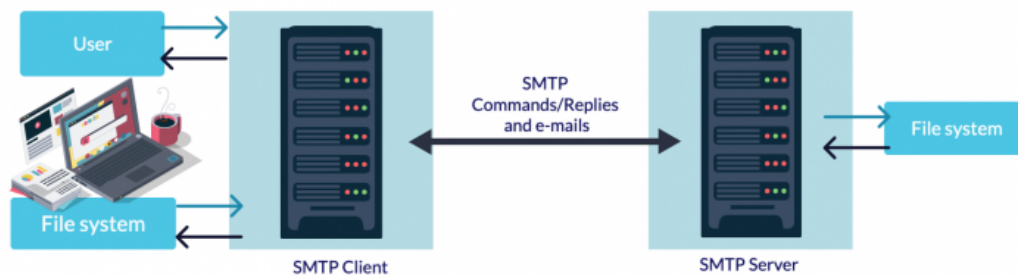 User
File system
SMTP Client
SMTP
Commands/Replies
and e-mails
SMTP Server
File system